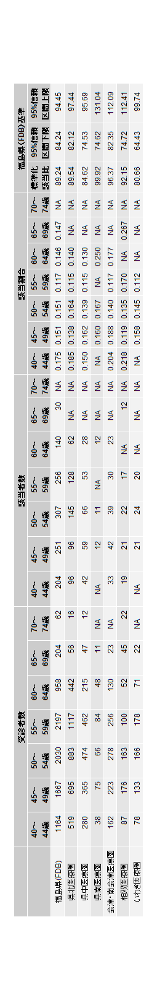 受診者数 該当者数 該当割合 福島県(FDB)基準
40～44歳 45～49歳 50～54歳 55～59歳 60～64歳 65～69歳 70～74歳 40～44歳 45～49歳 50～54歳 55～59歳 60～64歳 65～69歳 70～74歳 40～44歳 45～49歳 50～54歳 55～59歳 60～64歳 65～69歳 70～74歳 標準化該当比 95%信頼区間下限 95%信頼区間上限
福島県(FDB) 1164 1667 2030 2197 958 204 62 204 251 307 256 140 30 NA 0.175 0.151 0.151 0.117 0.146 0.147 NA 89.24 84.24 94.45
県北医療圏 519 695 883 1117 442 56 16 96 96 145 128 62 NA NA 0.185 0.138 0.164 0.115 0.140 NA NA 89.54 82.12 97.44
県中医療圏 280 365 474 462 215 47 12 42 59 66 53 28 NA NA 0.150 0.162 0.139 0.115 0.130 NA NA 84.62 74.53 95.69
県南医療圏 38 75 66 84 48 11 NA NA 12 11 NA 12 NA NA NA 0.160 0.167 NA 0.250 NA NA 99.92 74.62 131.04
会津・南会津医療圏 162 223 278 256 130 23 NA 33 42 39 30 23 NA NA 0.204 0.188 0.140 0.117 0.177 NA NA 96.37 82.35 112.09
相双医療圏 87 176 163 100 52 45 22 19 21 22 17 NA 12 NA 0.218 0.119 0.135 0.170 NA 0.267 NA 92.15 74.72 112.41
いわき医療圏 78 133 166 178 71 22 NA NA 21 24 20 NA NA NA NA 0.158 0.145 0.112 NA NA NA 80.66 64.43 99.74